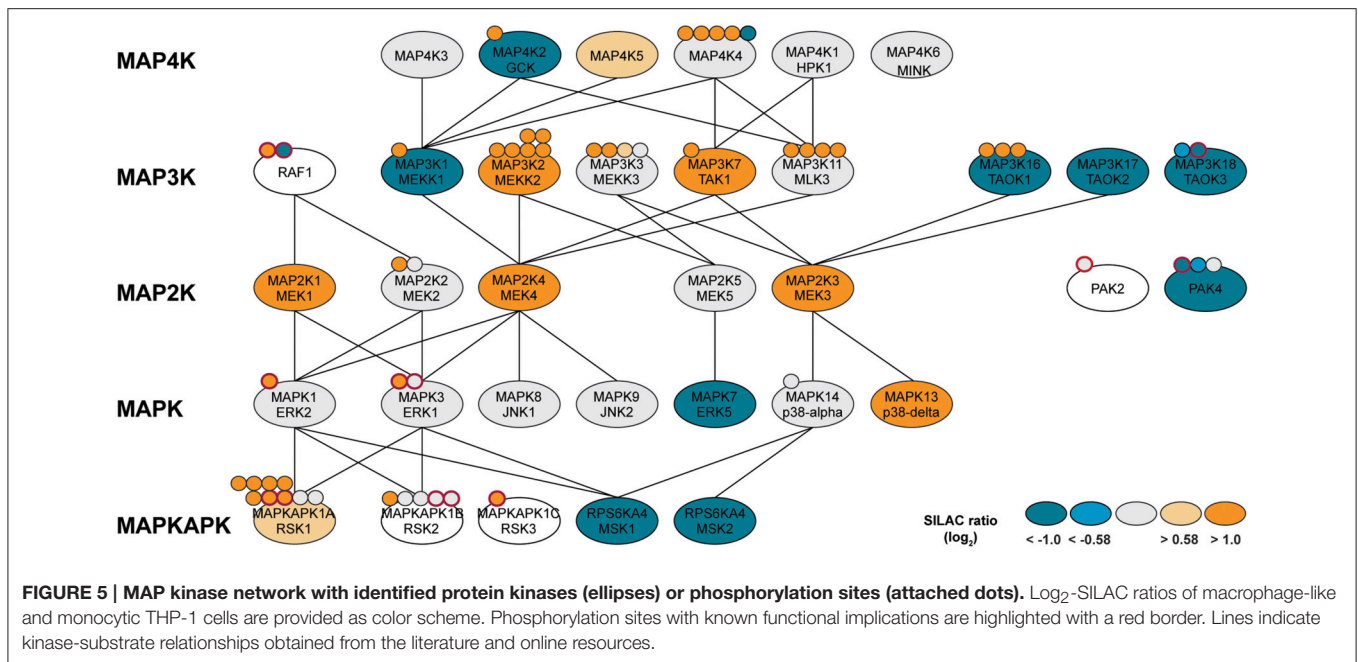 MAP4K
MAP4K3
MAP4K2
GCK
MAP4K5
MAP4K4
MAP4K1
HPK1
MAP4K6
MINK
MAP3K
RAF1
MAP3K1
MEKK1
MAP3K2
MEKK2
MAP3K3
MEKK3
MAP3K7
TAK1
MAP3K11
MLK3
MAP3K16
TAOK1
MAP3K17
TAOK2
MAP3K18
TAOK3
MAP2K
MAP2K1
MEK1
MAP2K2
MEK2
MAP2K4
MEK4
MAP2K5
MEK5
MAP2K3
MEK3
PAK2
PAK4
MAPK
MAPK1
ERK2
MAPK3
ERK1
MAPK8
JNK1
MAPK9
JNK2
MAPK7
ERK5
MAPK14
p38-alpha
MAPK13
p38-delta
MAPKAPK
MAPKAPK1A
RSK1
MAPKAPK1B
RSK2
MAPKAPK1C
RSK3
RPS6KA4
MSK1
RPS6KA4
MSK2
SILAC ratio
(log2)
< -1.0 < -0.58 > 0.58 > 1.0
FIGURE 5 | MAP kinase network with identified protein kinases (ellipses) or phosphorylation sites (attached dots). Log2-SILAC ratios of macrophage-like
and monocytic THP-1 cells are provided as color scheme. Phosphorylation sites with known functional implications are highlighted with a red border. Lines indicate
kinase-substrate relationships obtained from the literature and online resources.